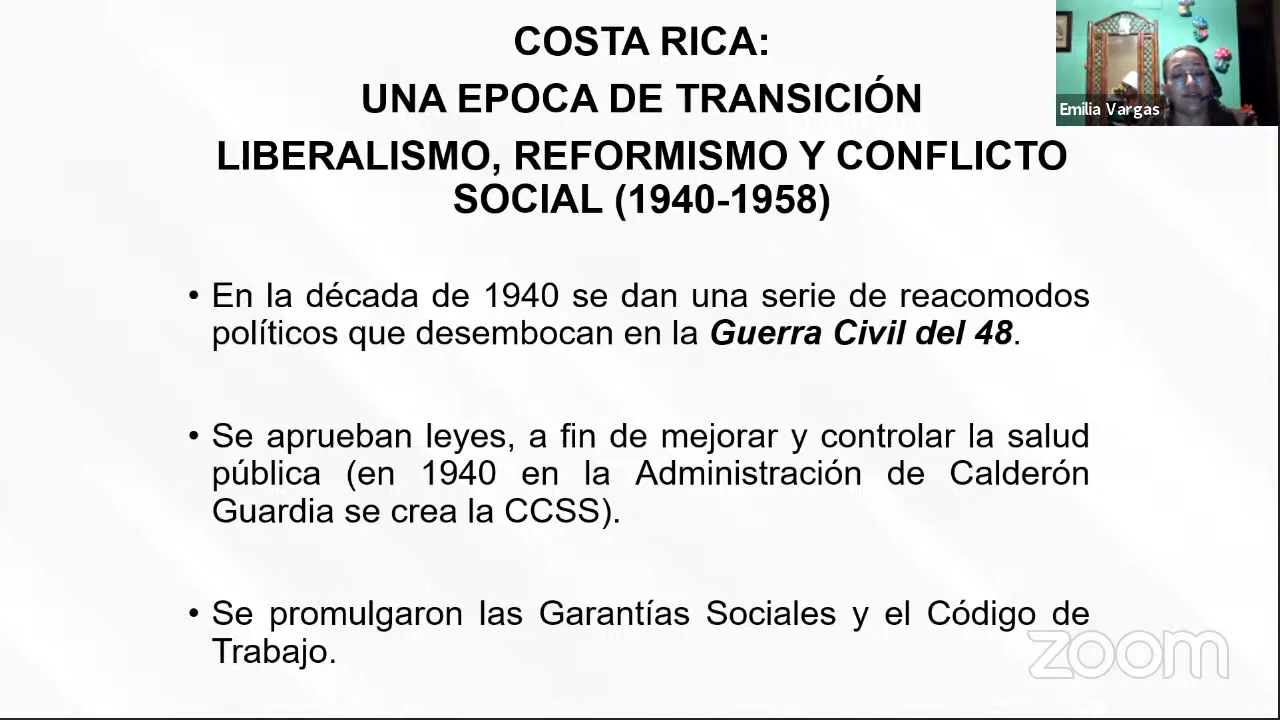 COSTA RICA:
UNA EPOCA DE TRANSICIÓN
LIBERALISMO, REFORMISMO Y CONFLICTO
SOCIAL (1940-1958)
Emilia Vargas
• En la década de 1940 se dan una serie de reacomodos
políticos que desembocan en la Guerra Civil del 48.
• Se aprueban leyes, a fin de mejorar y controlar la salud
pública (en 1940 en la Administración de Calderón
Guardia se crea la CCSS).
• Se promulgaron las Garantías Sociales y el Código de
Trabajo.
zoom